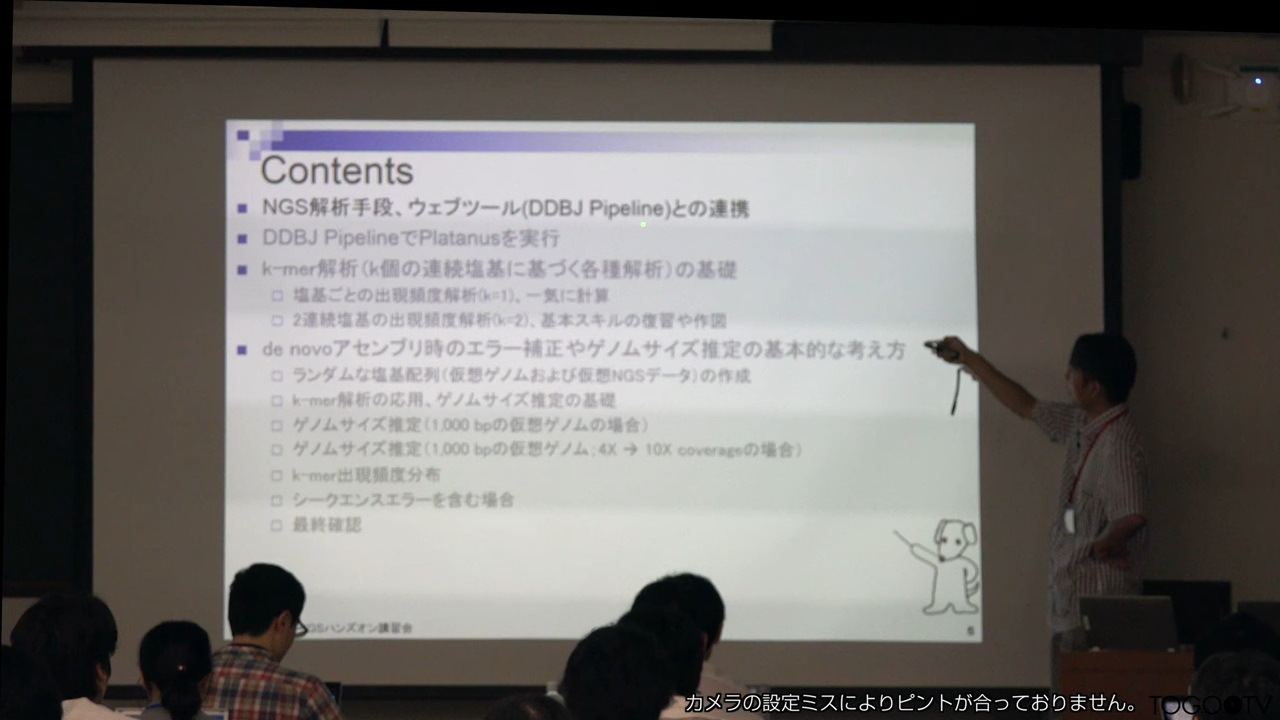 Contents
NGS解析手段、ウェブツール(DDBJ Pipeline)との連携
DDBJ PipelineでPlatanusを実行
k-mer解析(k個の連続塩基に基づく各種解析)の基礎
塩基ごとの出現頻度解析(k=1)、一気に計算
2連続塩基の出現頻度解析(k=2)、基本スキルの復習や作図
de novoアセンブリ時のエラー補正やゲノムサイズ推定の基本的な考え方
ランダムな塩基配列(仮想ゲノムおよび仮想NGSデータ)の作成
k-mer解析の応用、ゲノムサイズ推定の基礎
ゲノムサイズ推定(1,000 bpの仮想ゲノムの場合)
ゲノムサイズ推定(1,000 bpの仮想ゲノム;4X → 10X coverageの場合)
k-mer出現頻度分布
シークエンスエラーを含む場合
最終確認
GSハンズオン講習会
6
カメラの設定ミスによりピントが合っておりません。
TOGOTV